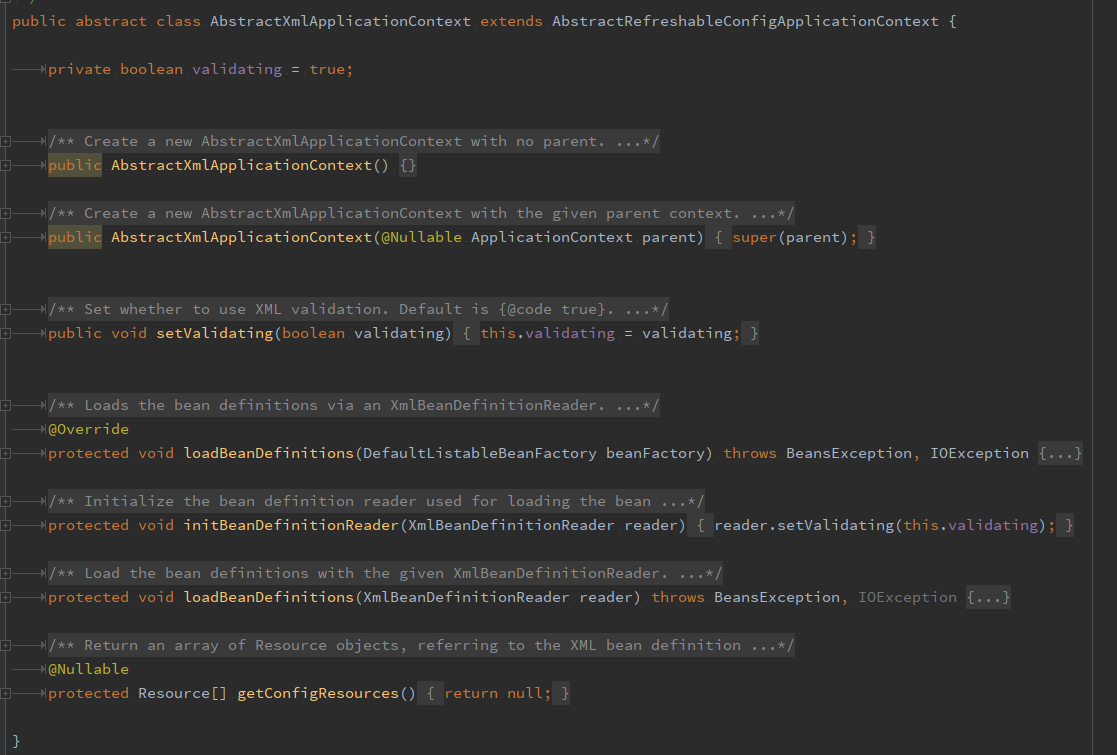 public abstract class AbstractXmlApplicationContext extends AbstractRefreshableConfigApplicationContext {
private boolean validating = true;
/** Create a new AbstractXmlApplicationContext with no parent. ...*/
public AbstractXmlApplicationContext() {}
/** Create a new AbstractXmlApplicationContext with the given parent context. ...*/
public AbstractXmlApplicationContext(@Nullable ApplicationContext parent) { super(parent); }
/** Set whether to use XML validation. Default is {@code true}. ...*/
public void setValidating(boolean validating) { this.validating = validating; }
/** Loads the bean definitions via an XmlBeanDefinitionReader. ...*/
@Override
protected void loadBeanDefinitions(DefaultListableBeanFactory beanFactory) throws BeansException, IOException {...}
/** Initialize the bean definition reader used for loading the bean ...*/
protected void initBeanDefinitionReader(XmlBeanDefinitionReader reader) { reader.setValidating(this.validating); }
/** Load the bean definitions with the given XmlBeanDefinitionReader. ...*/
protected void loadBeanDefinitions(XmlBeanDefinitionReader reader) throws BeansException, IOException {...}
/** Return an array of Resource objects, referring to the XML bean definition ...*/
@Nullable
protected Resource[] getConfigResources() { return null; }
}